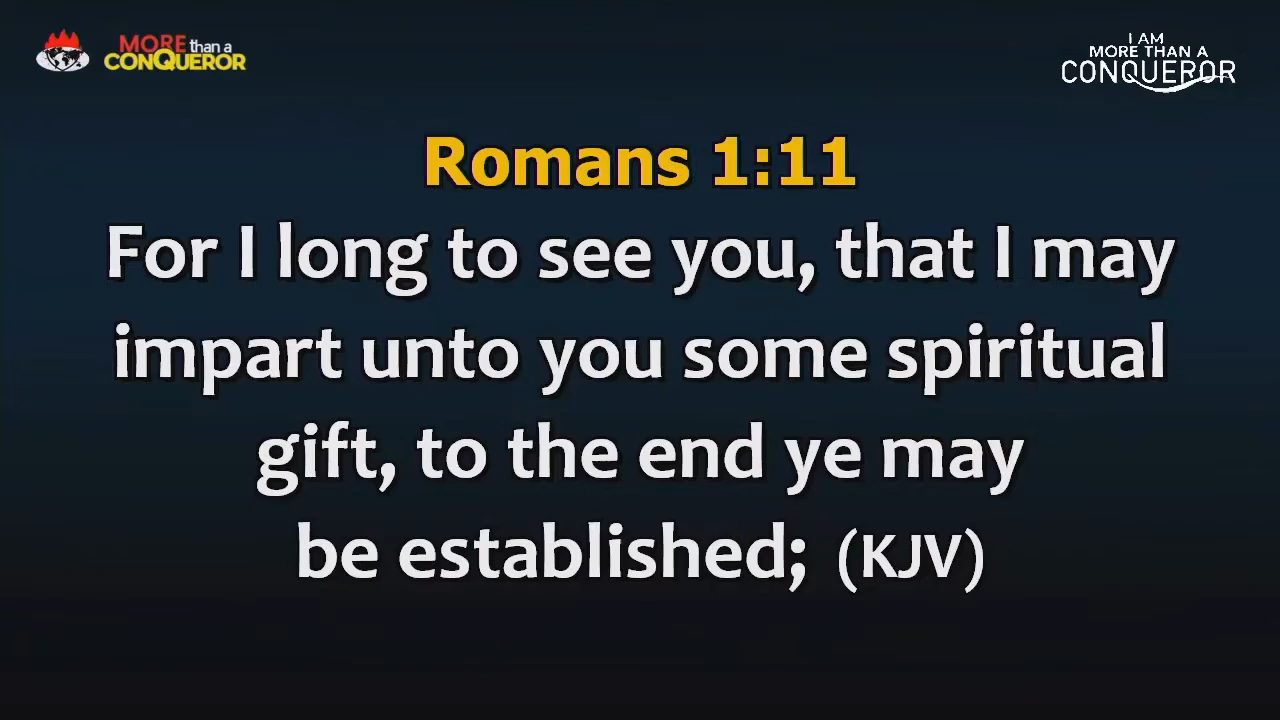 MORE than a
CONQUEROR
I AM
MORE THAN A
CONQUEROR
Romans 1:11
For I long to see you, that I may
impart unto you some spiritual
gift, to the end ye may
be established; (KJV)